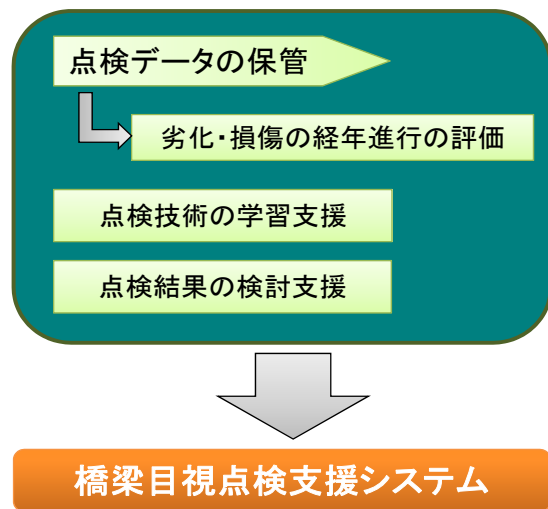 点検データの保管
劣化・損傷の経年進行の評価
点検技術の学習支援
点検結果の検討支援
橋梁目視点検支援システム